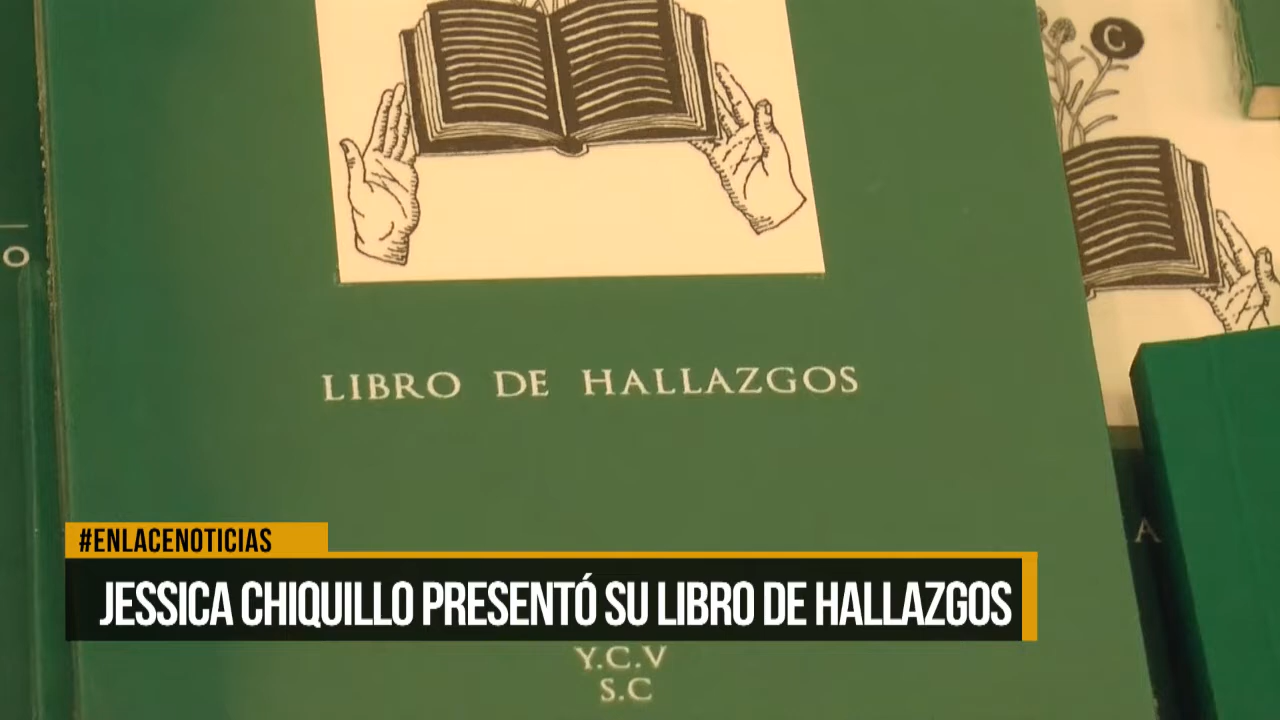 C
O
LIBRO DE HALLAZGOS
A
#ENLACENOTICIAS
JESSICA CHIQUILLO PRESENTÓ SU LIBRO DE HALLAZGOS
Y.C.V
S.C